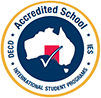 Accredited School
DECD
IES
INTERNATIONAL STUDENT PROGRAMS